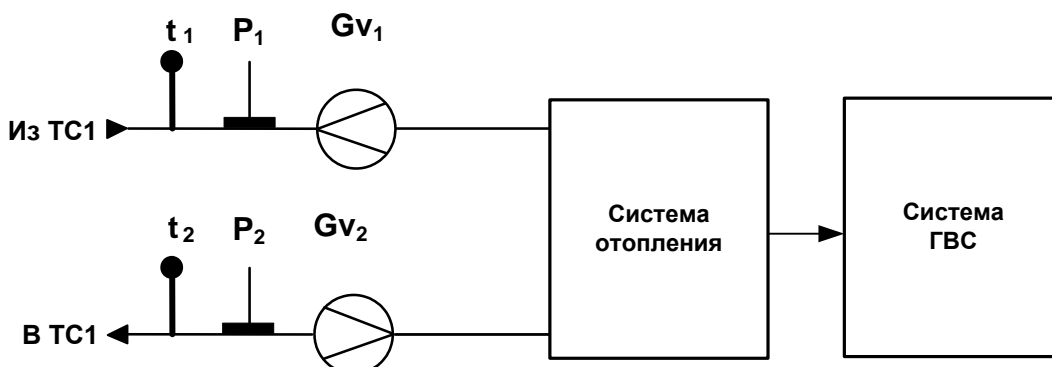 t 1 P1 Gv1
Из ТС1
t 2 P2 Gv2
В ТС1
Система
отопления
Система
ГВС